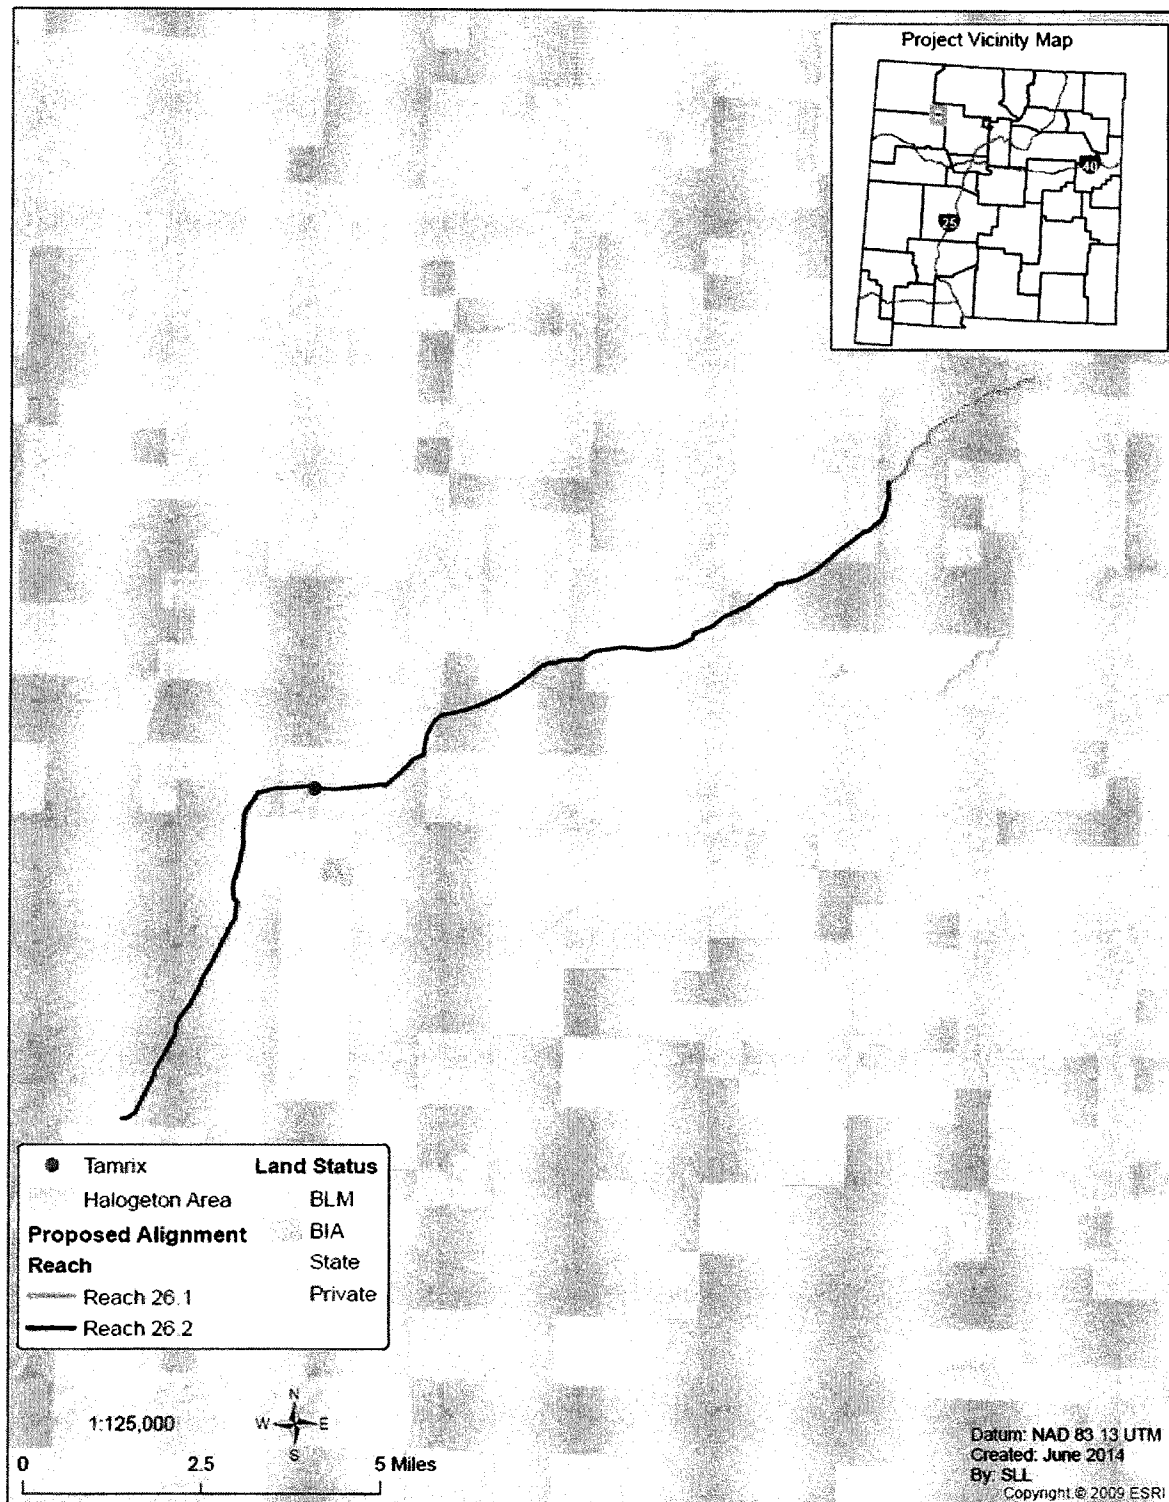 Project Vicinity Map
40
25
Tamrix
Halogeton Area
Proposed Alignment
Reach
Reach 26.1
Reach 26.2
Land Status
BLM
BIA
State
Private
1:125,000
N
W E
S
0 2.5 5 Miles
Datum: NAD 83 13 UTM
Created: June 2014
By: SLL
Copyright:© 2009 ESRI